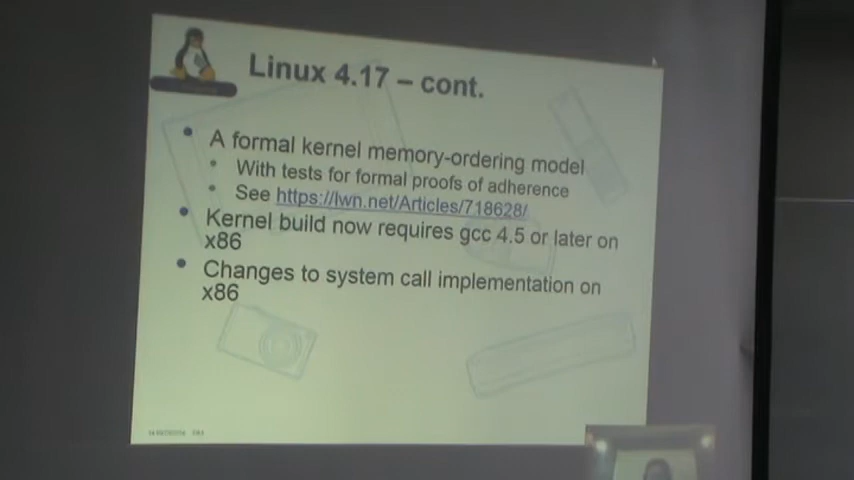 Linux 4.17 – cont.
A formal kernel memory-ordering model
With tests for formal proofs of adherence
See https://lwn.net/Articles/718628/
Kernel build now requires gcc 4.5 or later on
x86
Changes to system call implementation on
x86